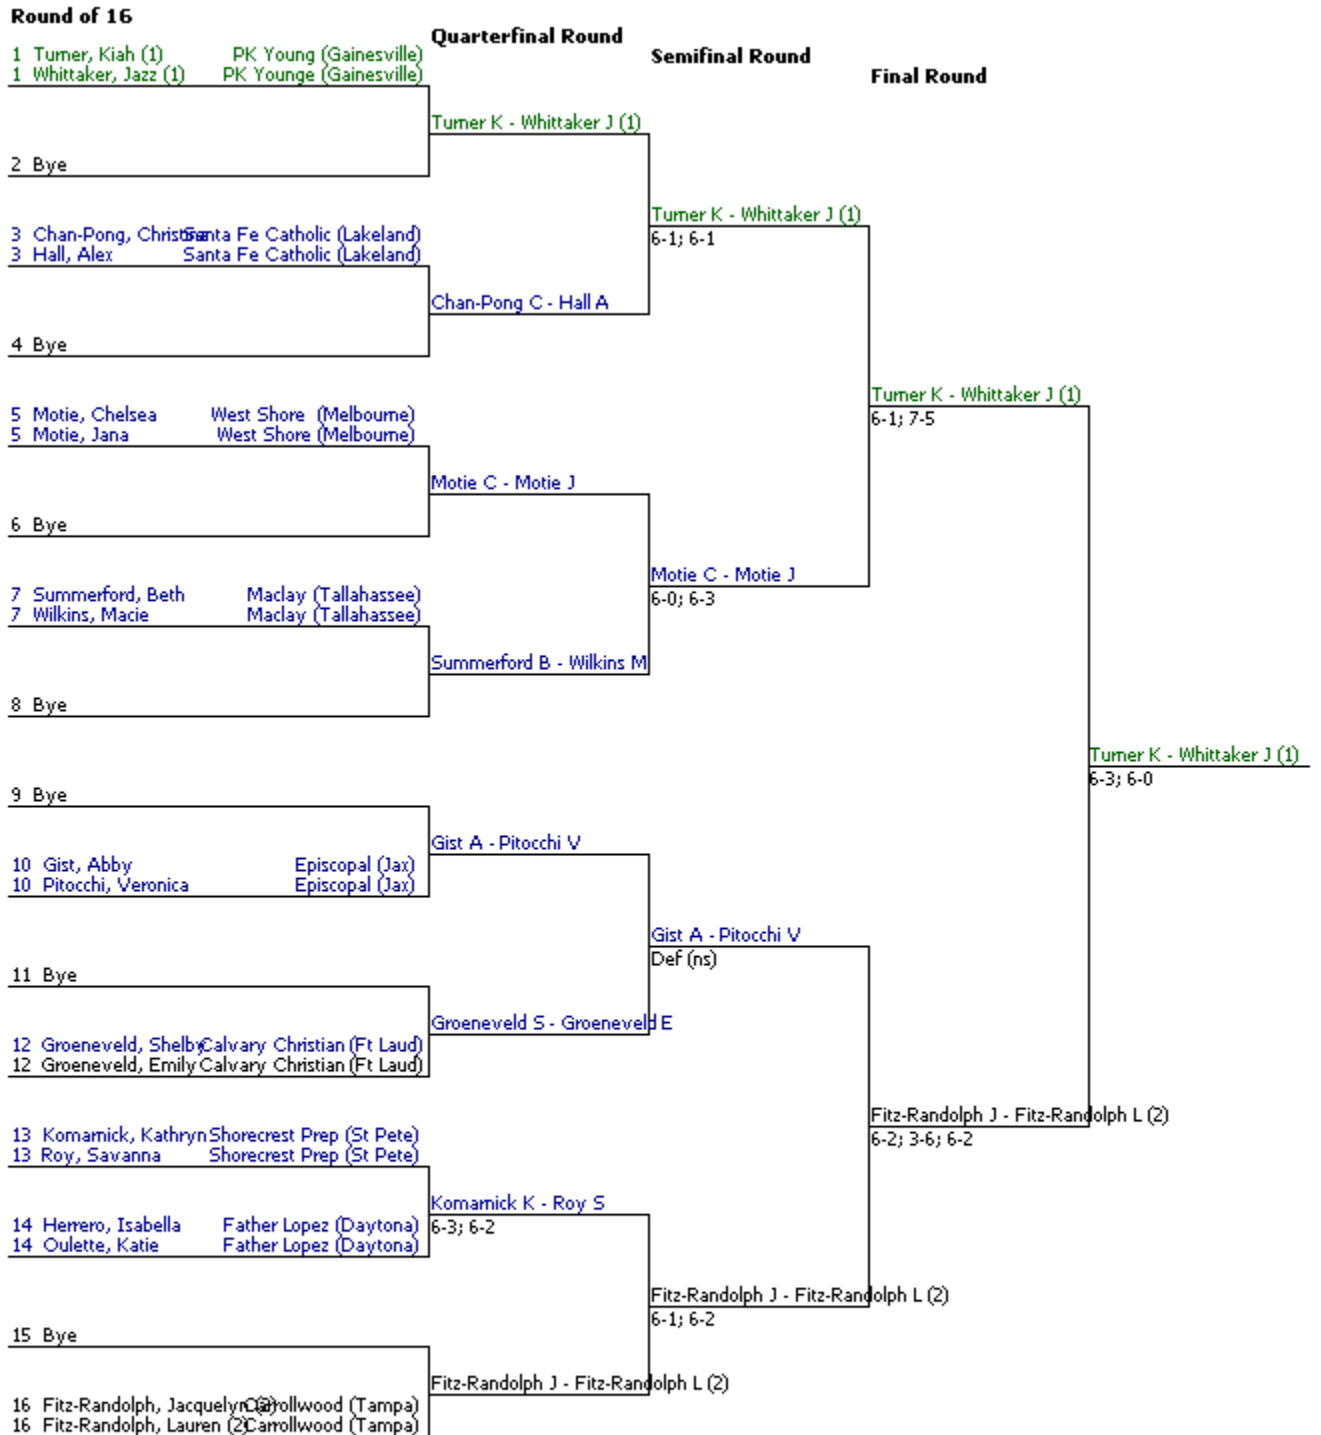 Round of 16
Quarterfinal Round
Semifinal Round
Final Round
1 Turner, Kiah (1) PK Young (Gainesville)
1 Whittaker, Jazz (1) PK Younge (Gainesville)
Turner K - Whittaker J (1)
2 Bye
Turner K - Whittaker J (1)
6-1; 6-1
3 Chan-Pong, Christine Santa Fe Catholic (Lakeland)
3 Hall, Alex Santa Fe Catholic (Lakeland)
Chan-Pong C - Hall A
4 Bye
Turner K - Whittaker J (1)
6-1; 7-5
5 Motie, Chelsea West Shore (Melbourne)
5 Motie, Jana West Shore (Melbourne)
Motie C - Motie J
6 Bye
Motie C - Motie J
6-0; 6-3
7 Summerford, Beth Maclay (Tallahassee)
7 Wilkins, Macie Maclay (Tallahassee)
Summerford B - Wilkins M
8 Bye
Turner K - Whittaker J (1)
6-3; 6-0
9 Bye
Gist A - Pitocchi V
10 Gist, Abby Episcopal (Jax)
10 Pitocchi, Veronica Episcopal (Jax)
Gist A - Pitocchi V
Def (ns)
11 Bye
Groeneveld S - Groeneveld E
12 Groeneveld, Shelby Calvary Christian (Ft Laud)
12 Groeneveld, Emily Calvary Christian (Ft Laud)
Fitz-Randolph J - Fitz-Randolph L (2)
6-2; 3-6; 6-2
13 Komarnick, Kathryn Shorecrest Prep (St Pete)
13 Roy, Savanna Shorecrest Prep (St Pete)
Komarnick K - Roy S
6-3; 6-2
14 Herrero, Isabella Father Lopez (Daytona)
14 Oulette, Katie Father Lopez (Daytona)
Fitz-Randolph J - Fitz-Randolph L (2)
6-1; 6-2
15 Bye
Fitz-Randolph J - Fitz-Randolph L (2)
16 Fitz-Randolph, Jacquelyn (2) Carrollwood (Tampa)
16 Fitz-Randolph, Lauren (2) Carrollwood (Tampa)